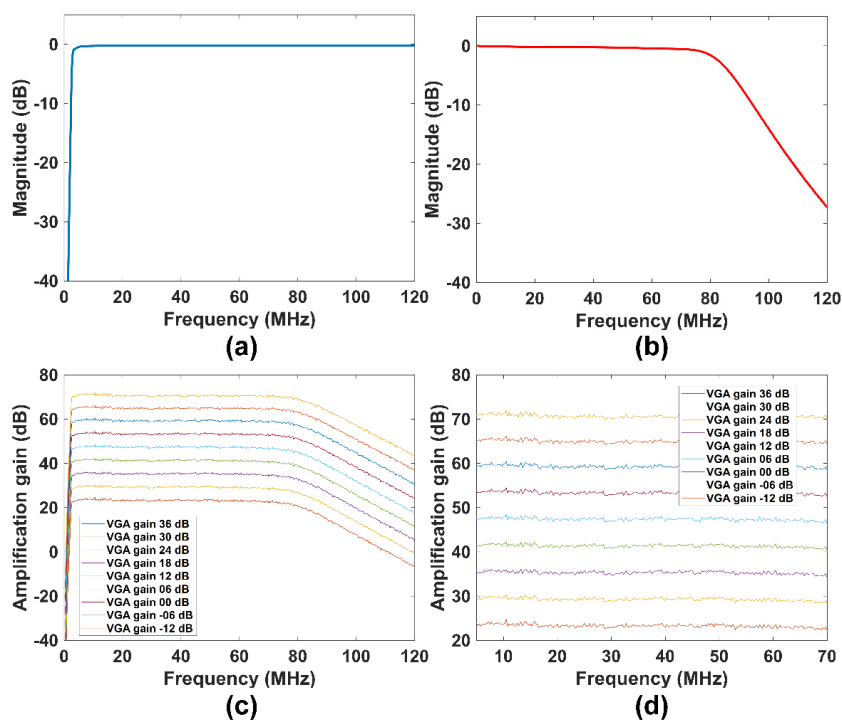 0
-10
-20
-30
-40
Magnitude (dB)
0 20 40 60 80 100 120
Frequency (MHz)
(a)
0
-10
-20
-30
-40
Magnitude (dB)
0 20 40 60 80 100 120
Frequency (MHz)
(b)
80
60
40
20
0
-20
-40
Amplification gain (dB)
VGA gain 36 dB
VGA gain 30 dB
VGA gain 24 dB
VGA gain 18 dB
VGA gain 12 dB
VGA gain 06 dB
VGA gain 00 dB
VGA gain -06 dB
VGA gain -12 dB
0 20 40 60 80 100 120
Frequency (MHz)
(c)
80
70
60
50
40
30
20
Amplification gain (dB)
VGA gain 36 dB
VGA gain 30 dB
VGA gain 24 dB
VGA gain 18 dB
VGA gain 12 dB
VGA gain 06 dB
VGA gain 00 dB
VGA gain -06 dB
VGA gain -12 dB
10 20 30 40 50 60 70
Frequency (MHz)
(d)